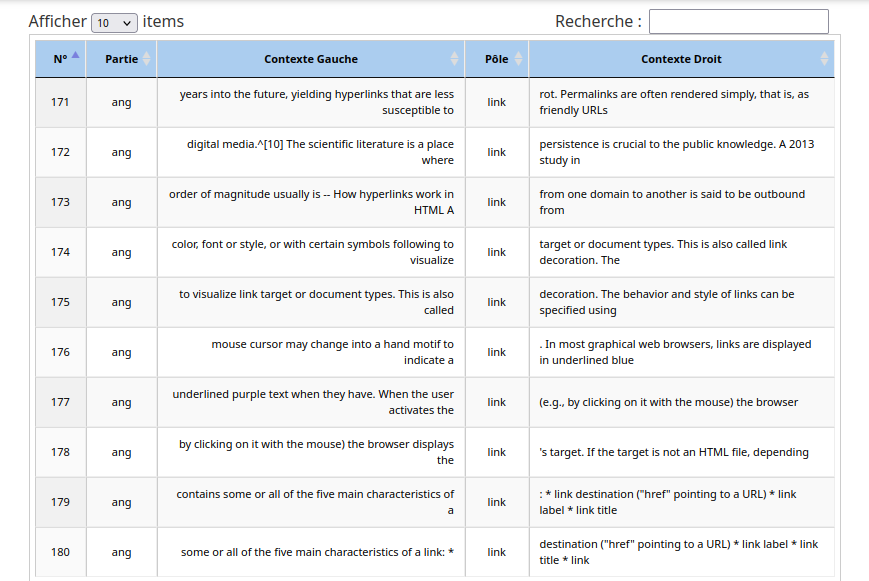 Afficher 10 items Recherche :
N° Partie Contexte Gauche Pôle Contexte Droit
171 ang years into the future, yielding hyperlinks that are less susceptible to link rot. Permalinks are often rendered simply, that is, as friendly URLs
172 ang digital media.^[10] The scientific literature is a place where link persistence is crucial to the public knowledge. A 2013 study in
173 ang order of magnitude usually is -- How hyperlinks work in HTML A link from one domain to another is said to be outbound from
174 ang color, font or style, or with certain symbols following to visualize link target or document types. This is also called link decoration. The
175 ang to visualize link target or document types. This is also called link decoration. The behavior and style of links can be specified using
176 ang mouse cursor may change into a hand motif to indicate a link . In most graphical web browsers, links are displayed in underlined blue
177 ang underlined purple text when they have. When the user activates the link (e.g., by clicking on it with the mouse) the browser
178 ang by clicking on it with the mouse) the browser displays the link 's target. If the target is not an HTML file, depending
179 ang contains some or all of the five main characteristics of a link : * link destination ("href" pointing to a URL) * link label * link title
180 ang some or all of the five main characteristics of a link: * link destination ("href" pointing to a URL) * link label * link title * link